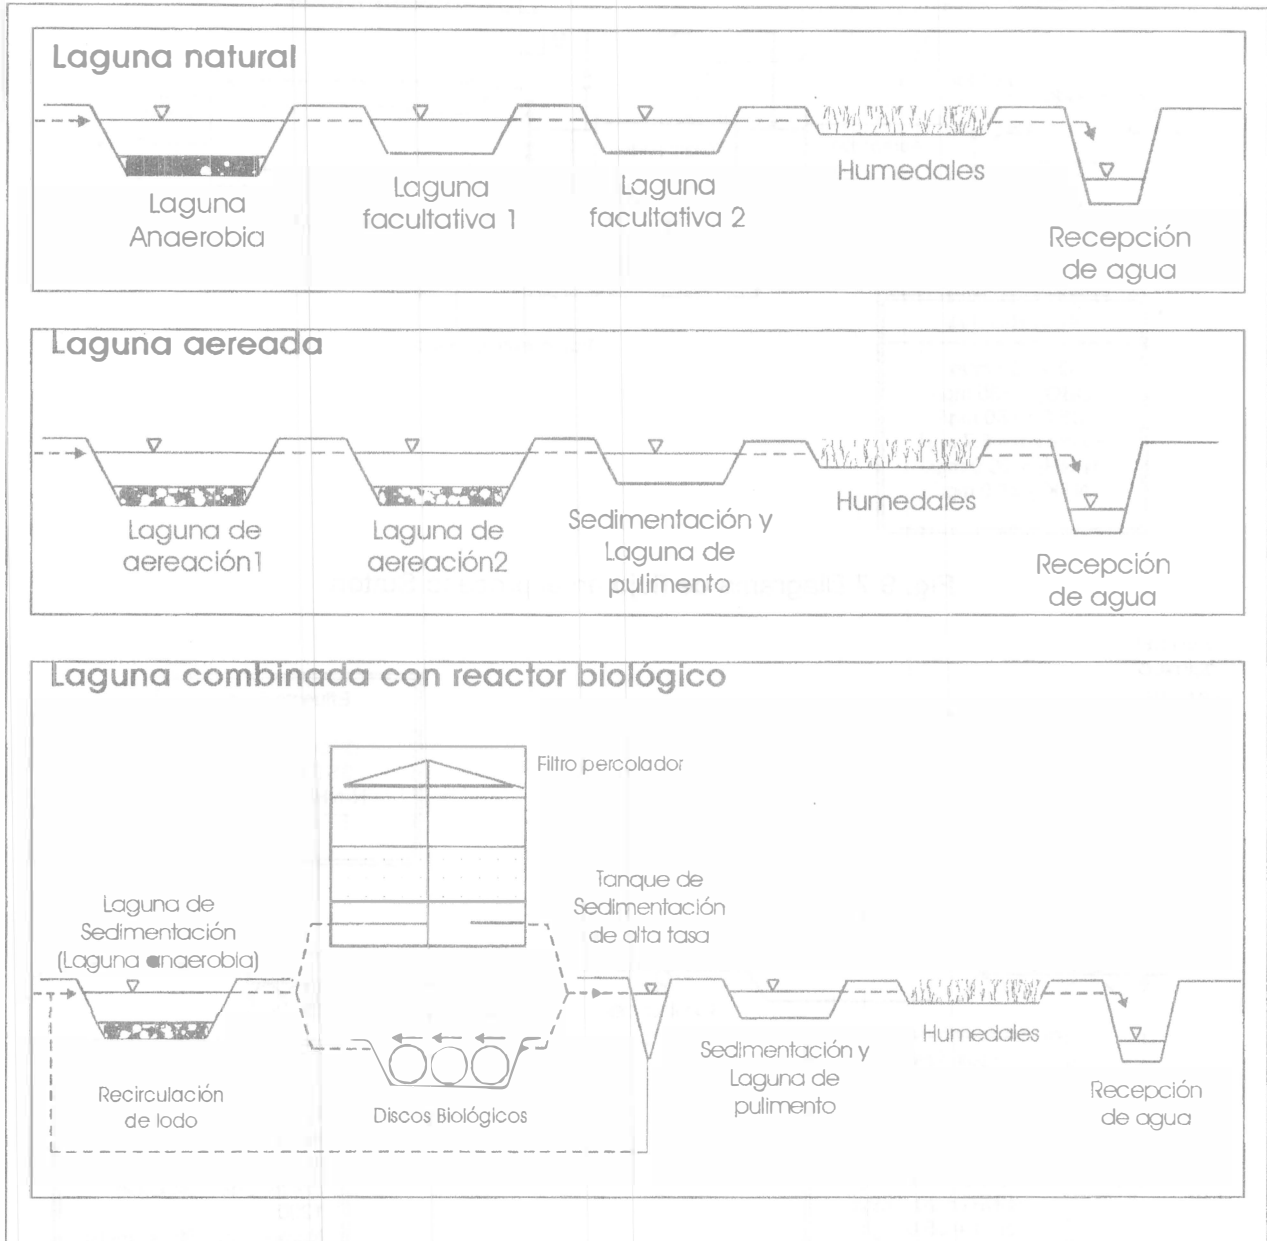 Laguna natural
Laguna
Anaerobia
Laguna
facultativa 1
Laguna
facultativa 2
Humedales
Recepción
de agua
Laguna aereada
Laguna de
aereación1
Laguna de
aereación2
Sedimentación y
Laguna de
pulimento
Humedales
Recepción
de agua
Laguna combinada con reactor biológico
Filtro percolador
Laguna de
Sedimentación
(Laguna anaerobia)
Tanque de
Sedimentación
de alta tasa
Recirculación
de lodo
Discos Biológicos
Sedimentación y
Laguna de
pulimento
Humedales
Recepción
de agua